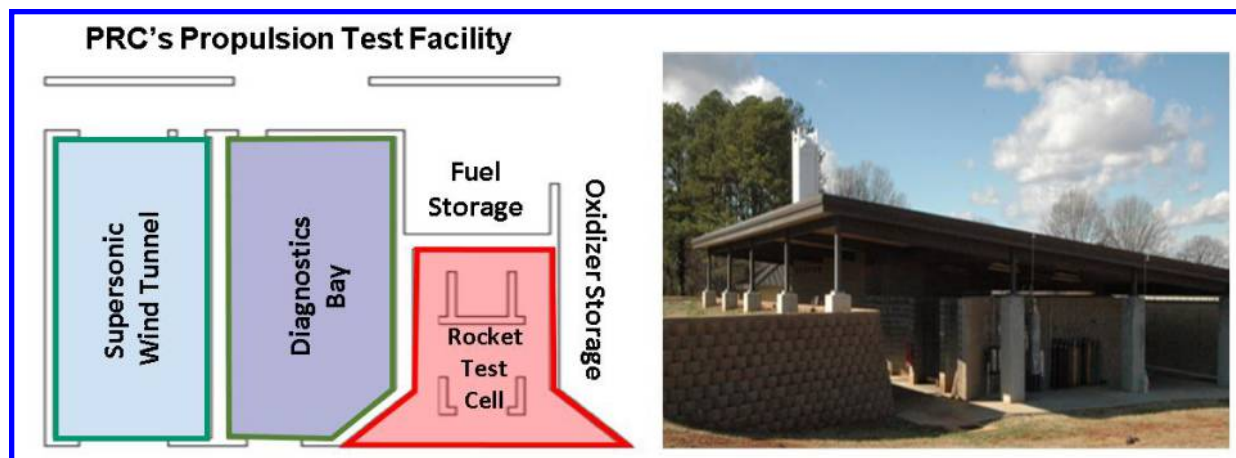 PRC's Propulsion Test Facility
Supersonic
Wind Tunnel
Diagnostics
Bay
Fuel
Storage
Oxidizer Storage
Rocket
Test
Cell